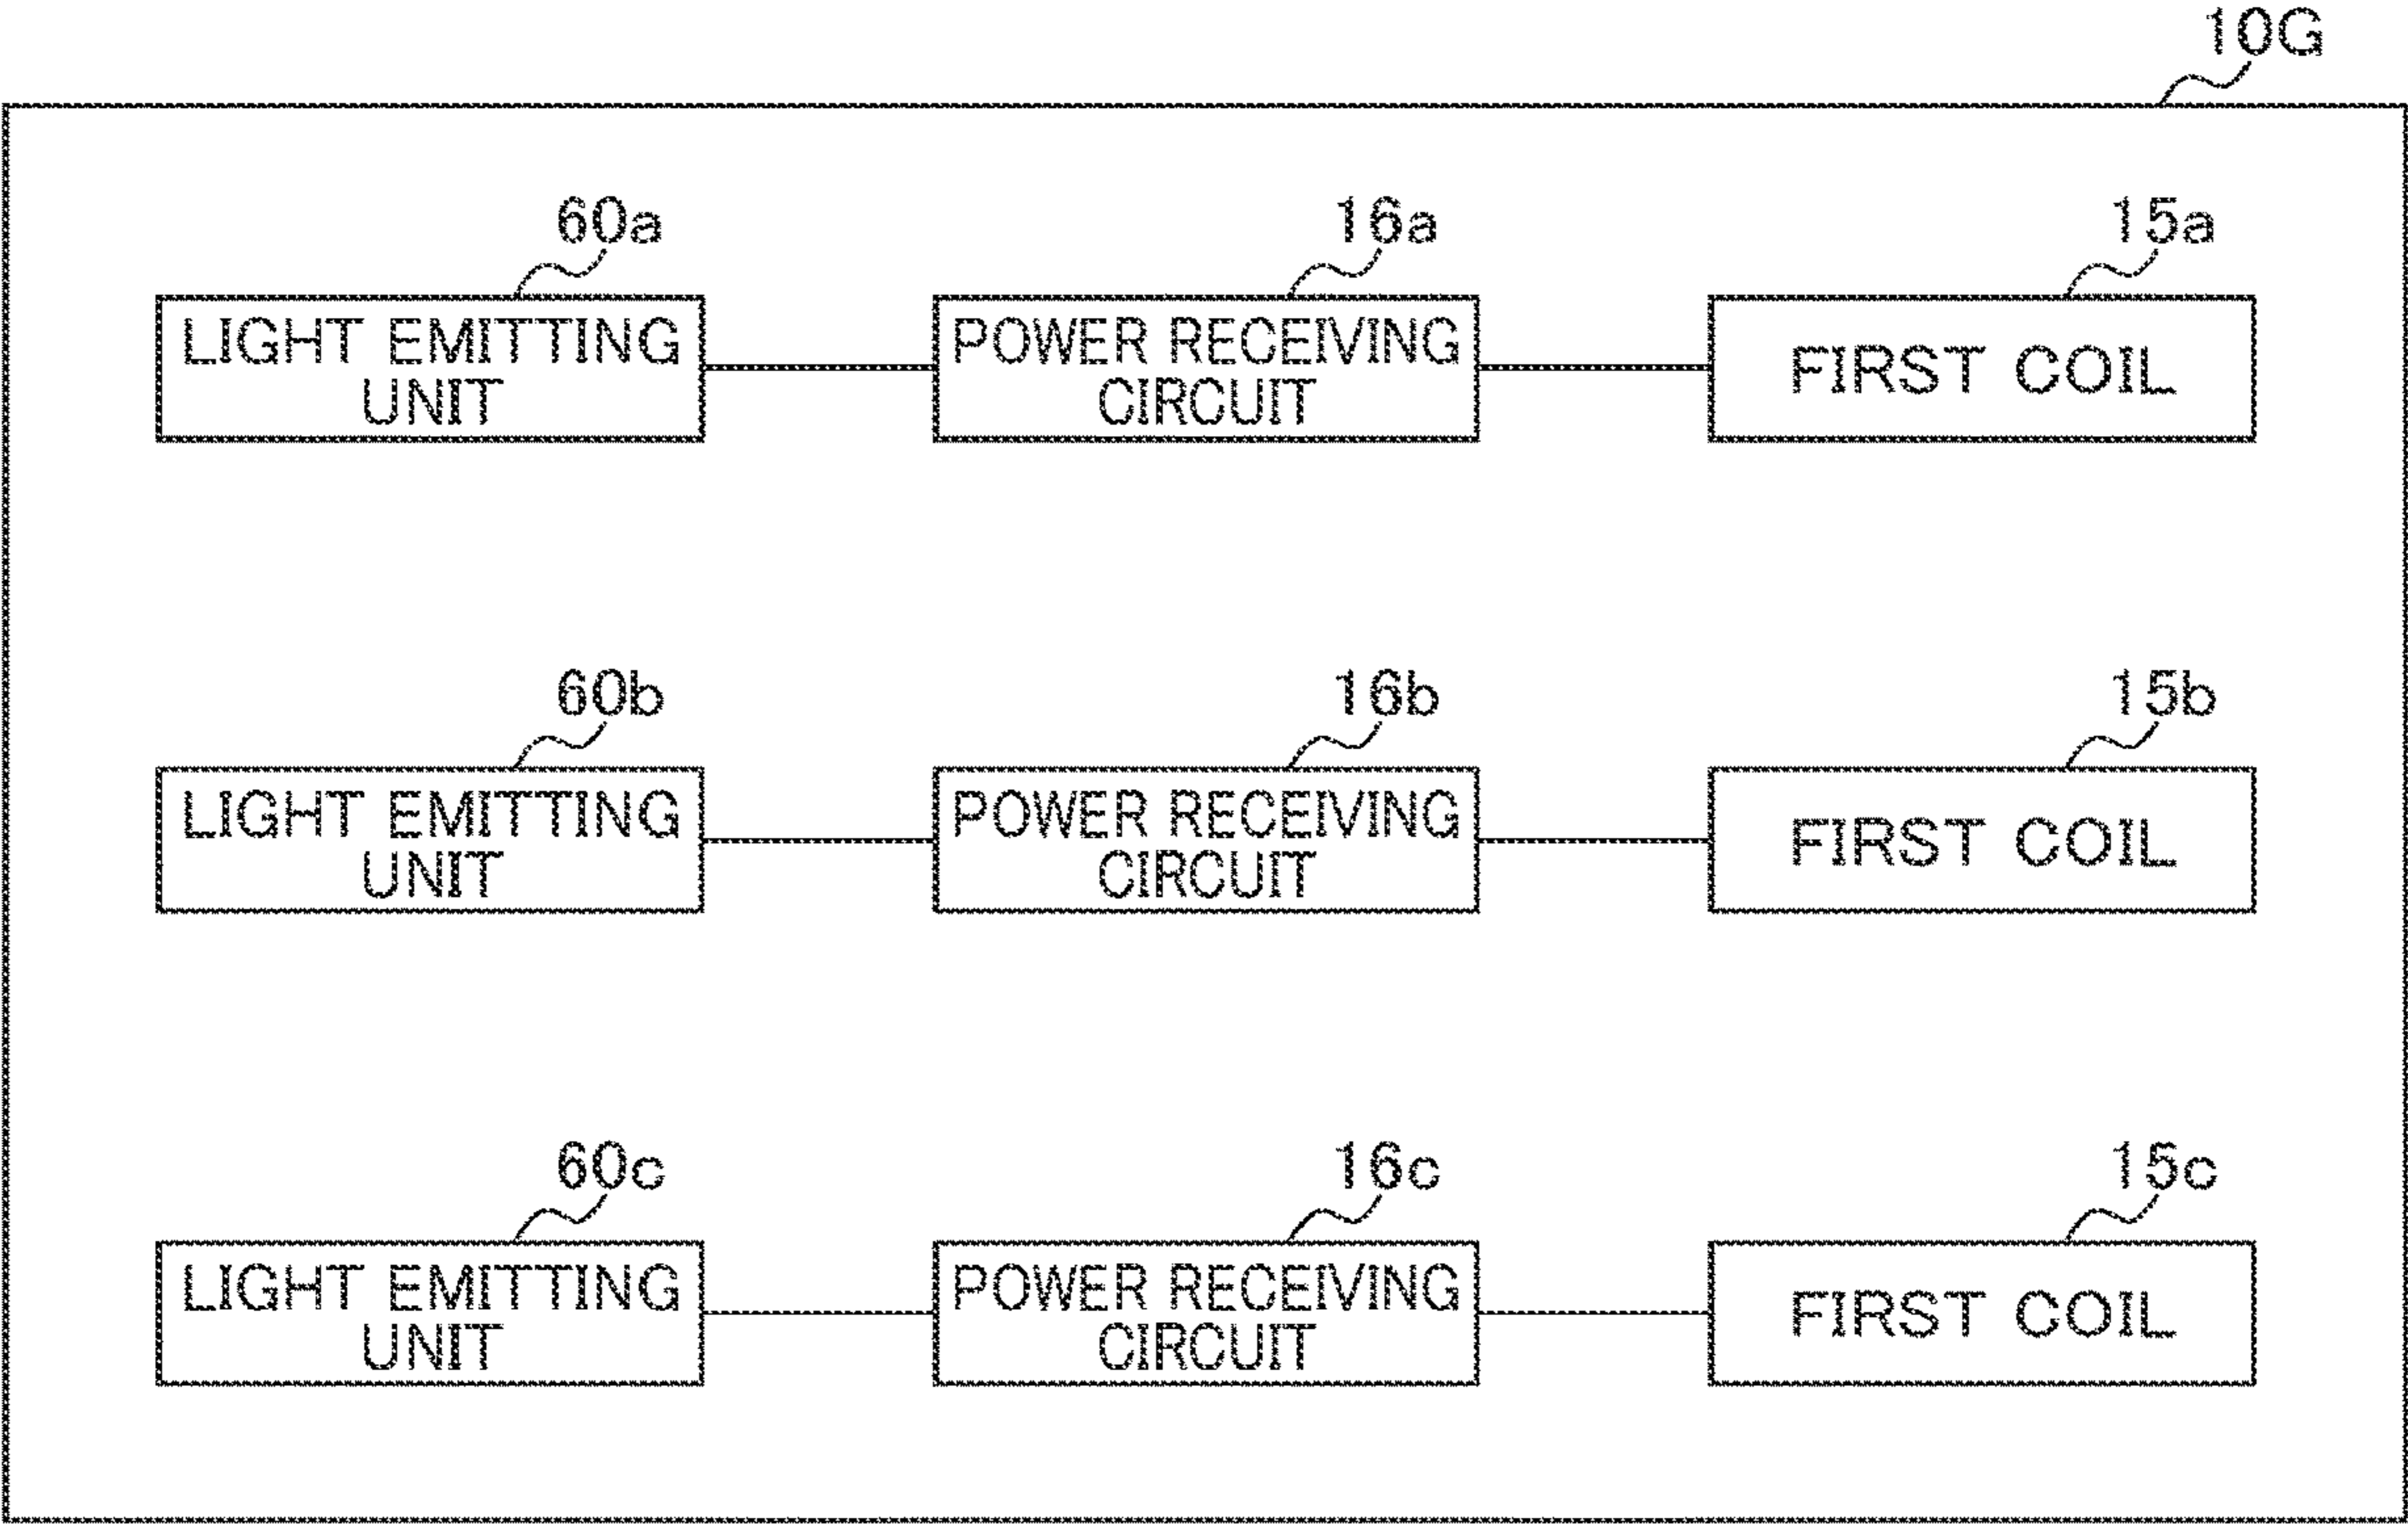 10G
60a
16a
15a
LIGHT EMITTING
UNIT
POWER RECEIVING
CIRCUIT
FIRST COIL
60b
16b
15b
LIGHT EMITTING
UNIT
POWER RECEIVING
CIRCUIT
FIRST COIL
60c
16c
15c
LIGHT EMITTING
UNIT
POWER RECEIVING
CIRCUIT
FIRST COIL